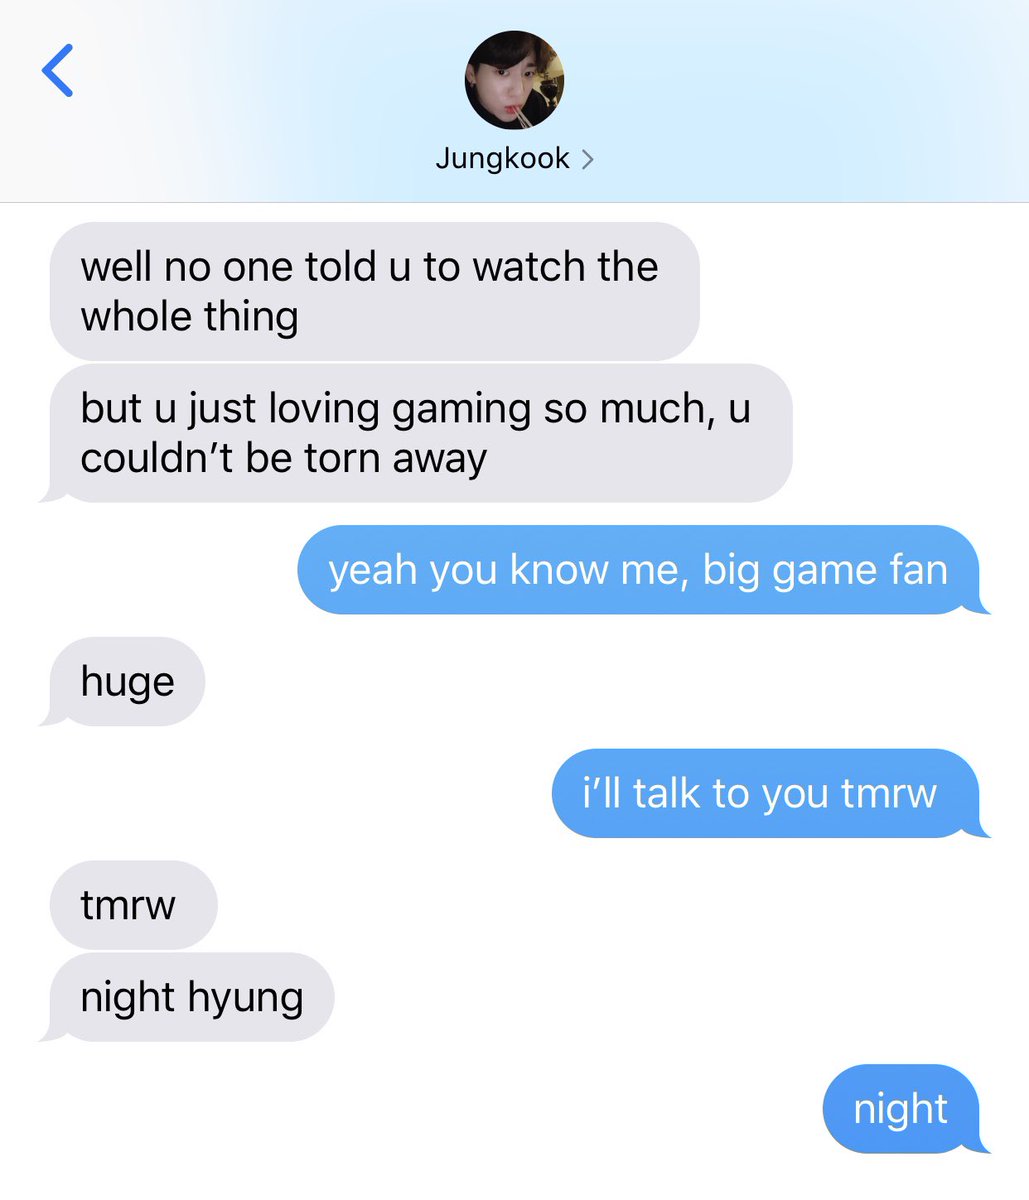 Jungkook
well no one told u to watch the
whole thing
but u just loving gaming so much, u
couldn’t be torn away
yeah you know me, big game fan
huge
i’ll talk to you tmrw
tmrw
night hyung
night